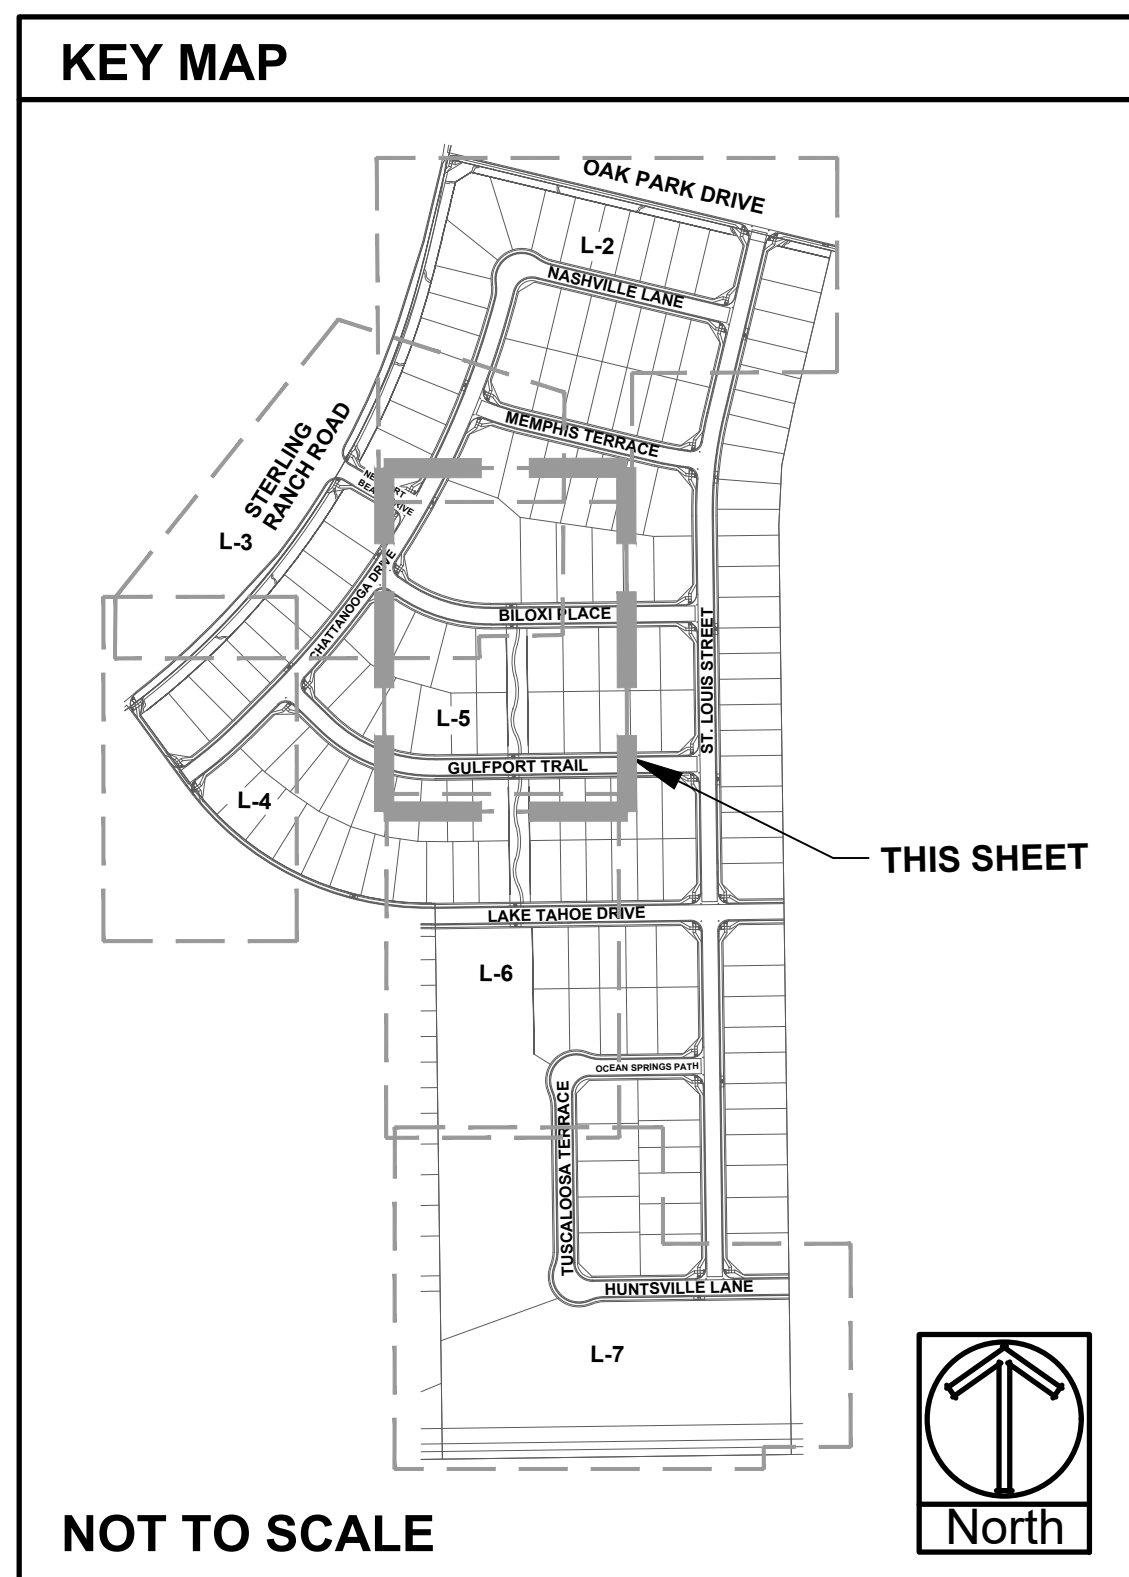 KEY MAP
OAK PARK DRIVE
L-2
NASHVILLE LANE
MEMPHIS TERRACE
STERLING
RANCH ROAD
L-3
CHATTANOOGA DRIVE
BILOXI PLACE
ST. LOUIS STREET
L-5
GULFPORT TRAIL
L-4
THIS SHEET
LAKE TAHOE DRIVE
L-6
OCEAN SPRINGS PATH
TUSCALOOSA TERRACE
HUNTSVILLE LANE
L-7
NOT TO SCALE
North